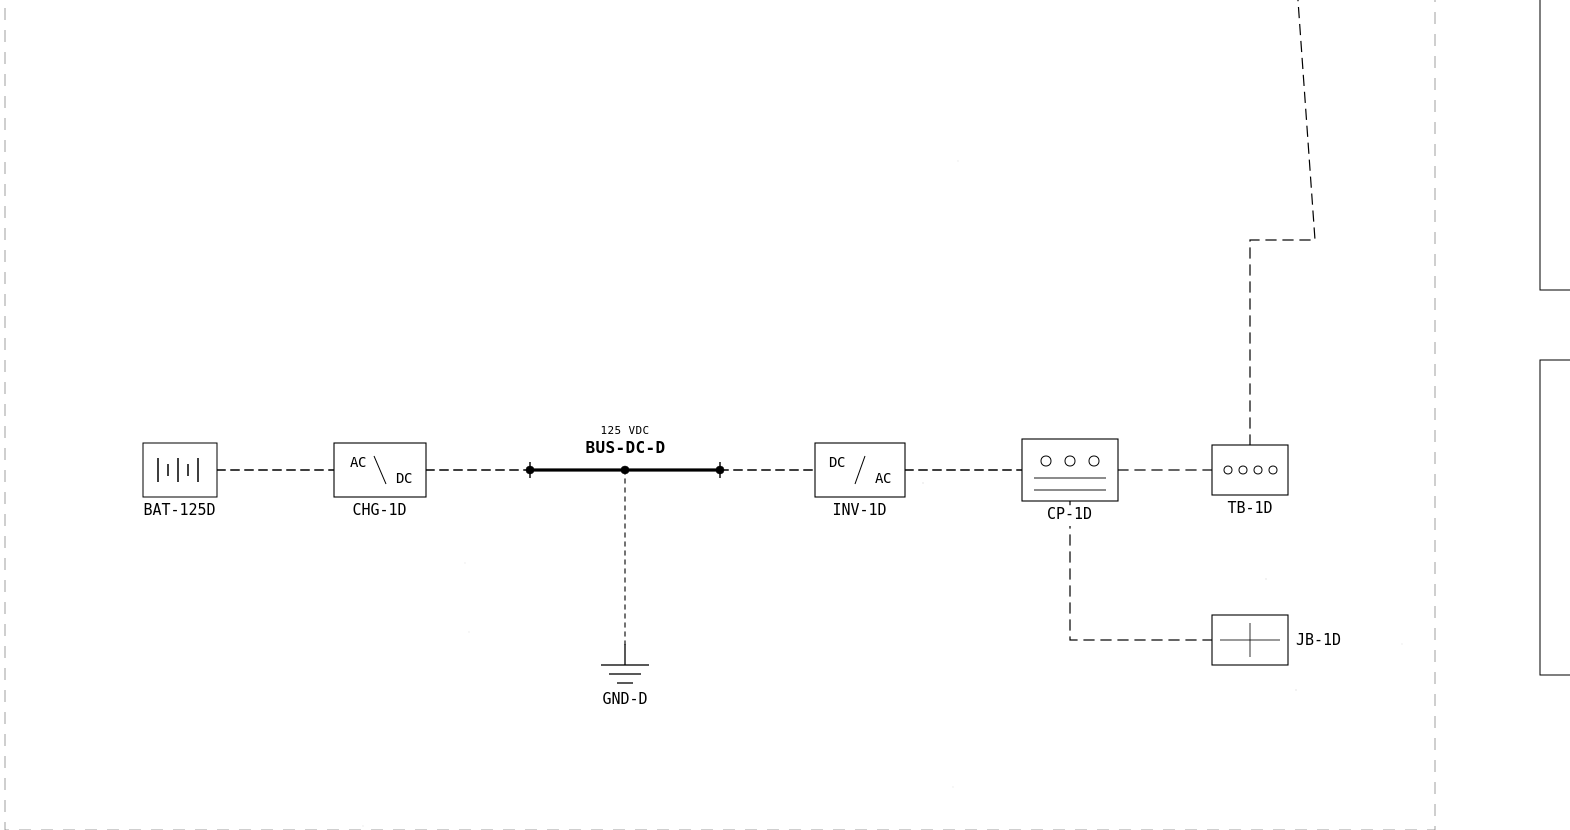 125 VDC
BUS-DC-D
AC
DC
DC
AC
BAT-125D
CHG-1D
INV-1D
CP-1D
TB-1D
JB-1D
GND-D